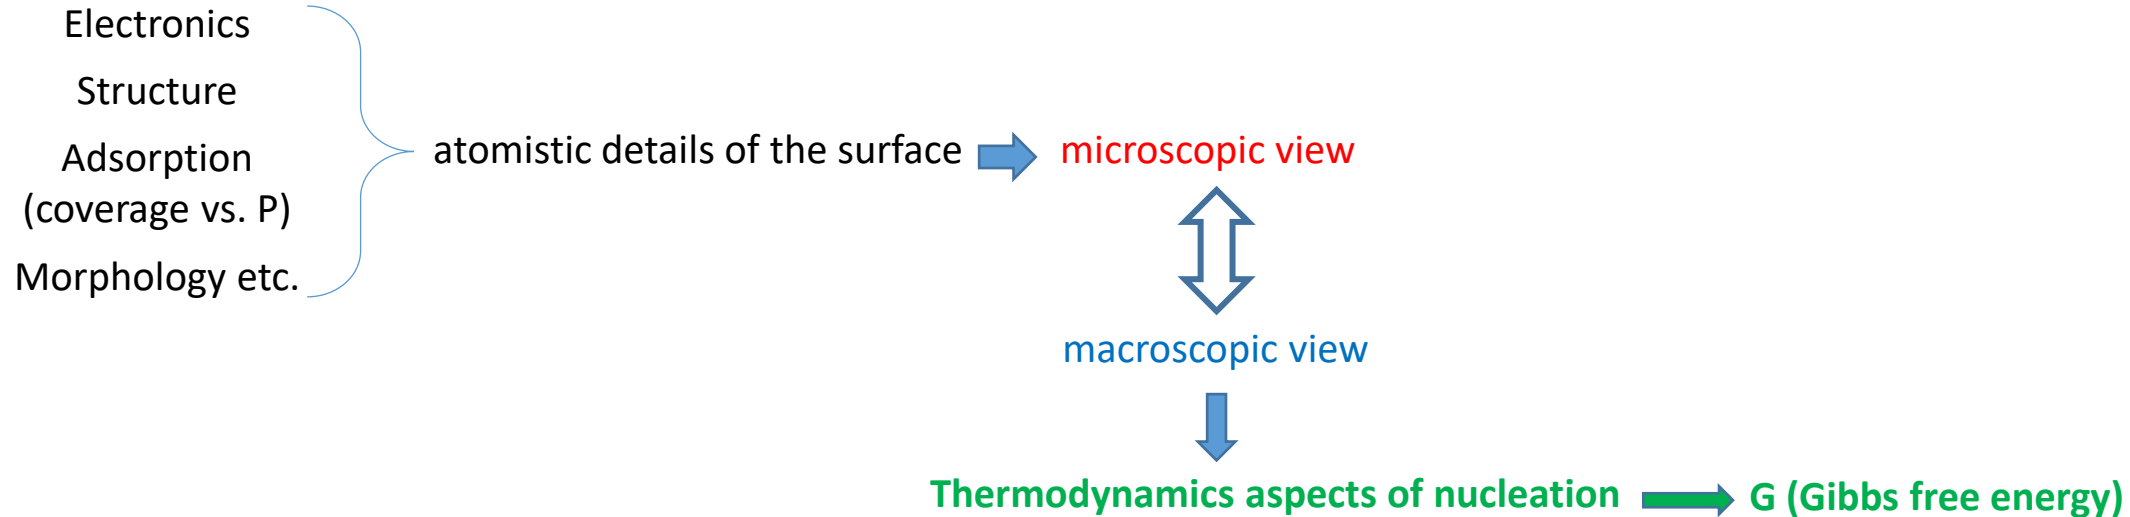 Electronics
Structure
Adsorption
(coverage vs. P)
Morphology etc.
atomistic details of the surface
microscopic view
macroscopic view
Thermodynamics aspects of nucleation
G (Gibbs free energy)